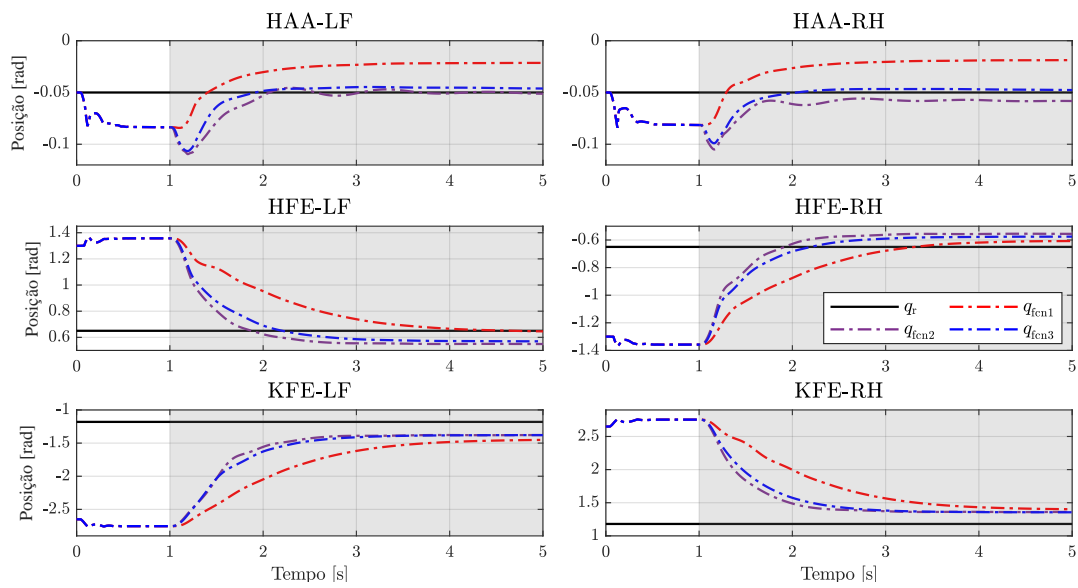 HAA-LF
HAA-RH
Posição [rad]
0
-0.05
-0.1
0 1 2 3 4 5
0
-0.05
-0.1
0 1 2 3 4 5
HFE-LF
HFE-RH
Posição [rad]
1.4
1.2
1
0.8
0.6
0 1 2 3 4 5
-0.6
-0.8
-1
-1.2
-1.4
0 1 2 3 4 5
q_r
q_fcn1
q_fcn2
q_fcn3
KFE-LF
KFE-RH
Posição [rad]
-1
-1.5
-2
-2.5
0 1 2 3 4 5
Tempo [s]
2.5
2
1.5
1
0 1 2 3 4 5
Tempo [s]